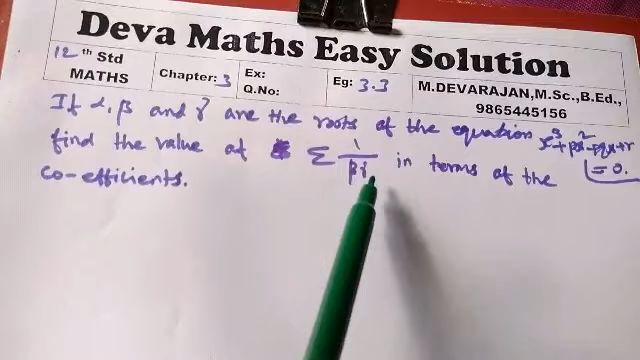 Deva Maths Easy Solution
12th Std
MATHS
Chapter: 3
Ex:
Q.No:
Eg: 3.3
M.DEVARAJAN,M.Sc.,B.Ed.,
9865445156
If α, β and γ are the roots of the equation x³+px²+qx+r
find the value of Σ 1/βγ in terms of the = 0.
co-efficients.